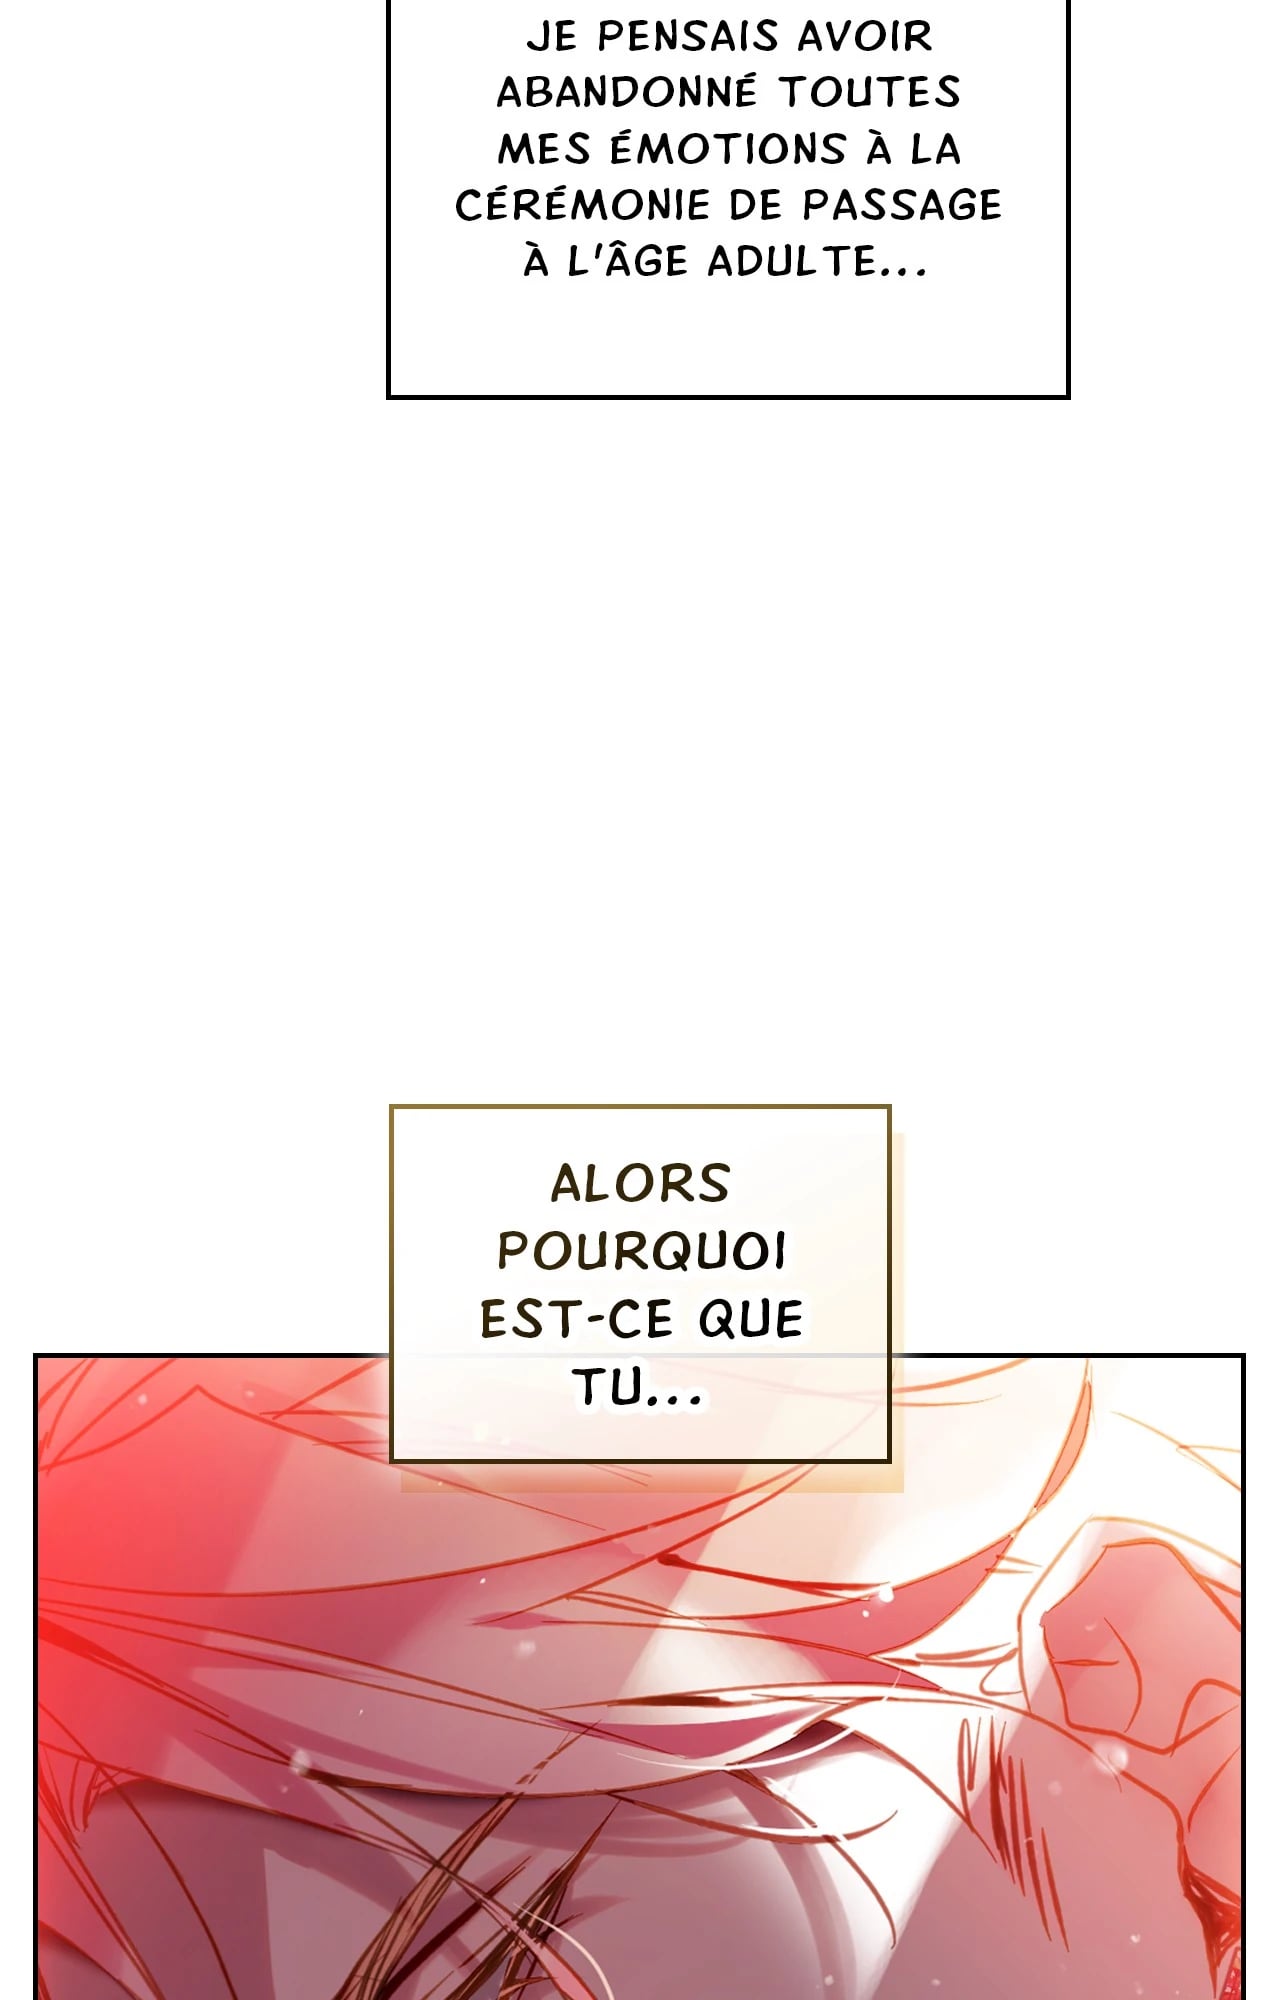 JE PENSAIS AVOIR
ABANDONNÉ TOUTES
MES ÉMOTIONS À LA
CÉRÉMONIE DE PASSAGE
À L'ÂGE ADULTE...
ALORS
POURQUOI
EST-CE QUE
TU...